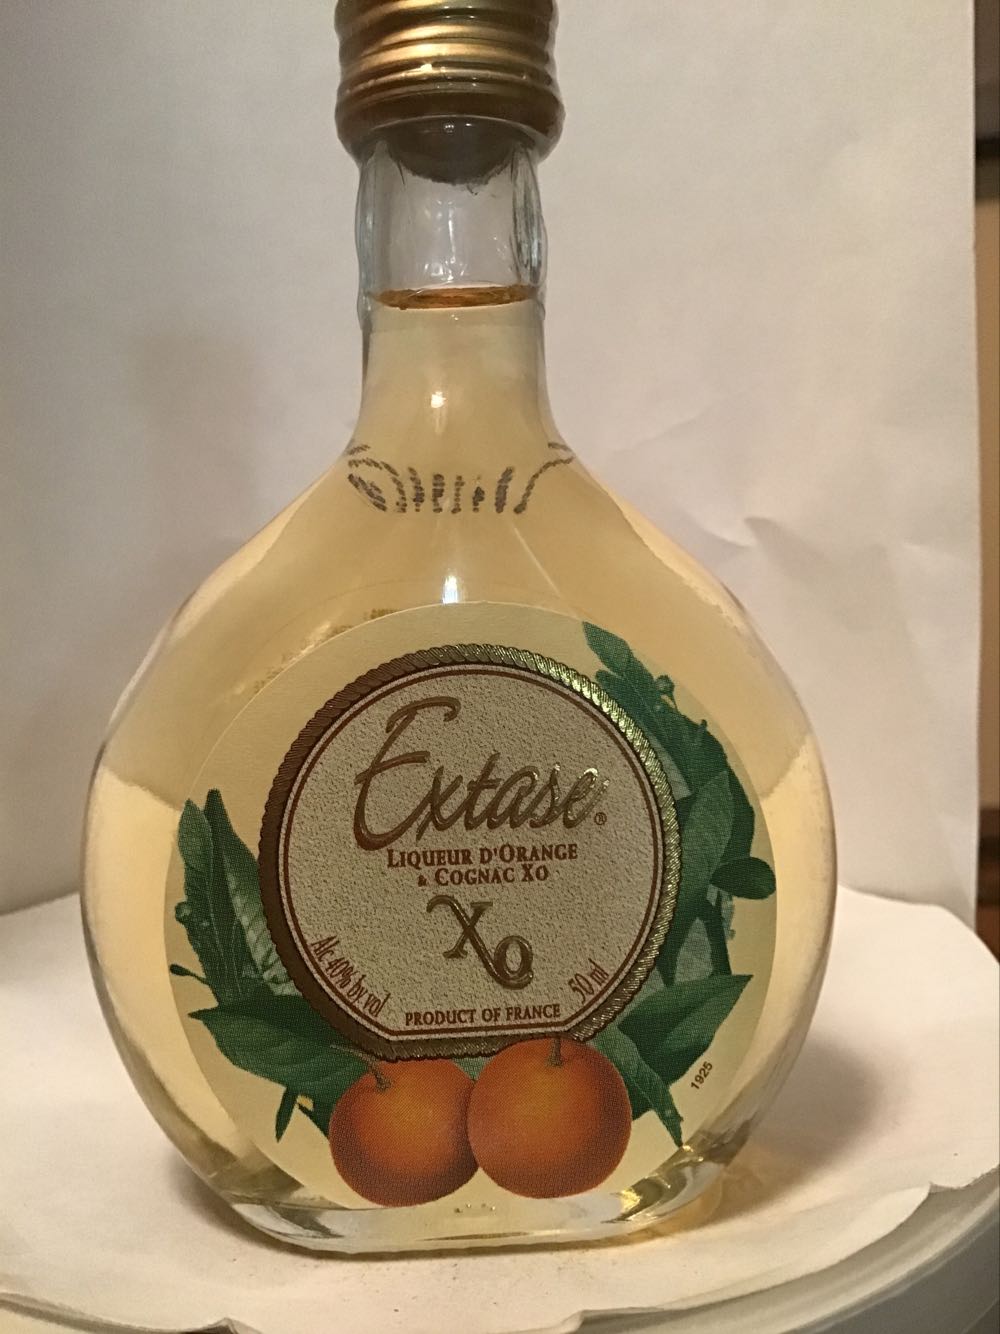 Extase®
LIQUEUR D'ORANGE
& COGNAC XO
XO
Alc 40% by vol
50 ml
PRODUCT OF FRANCE
1925